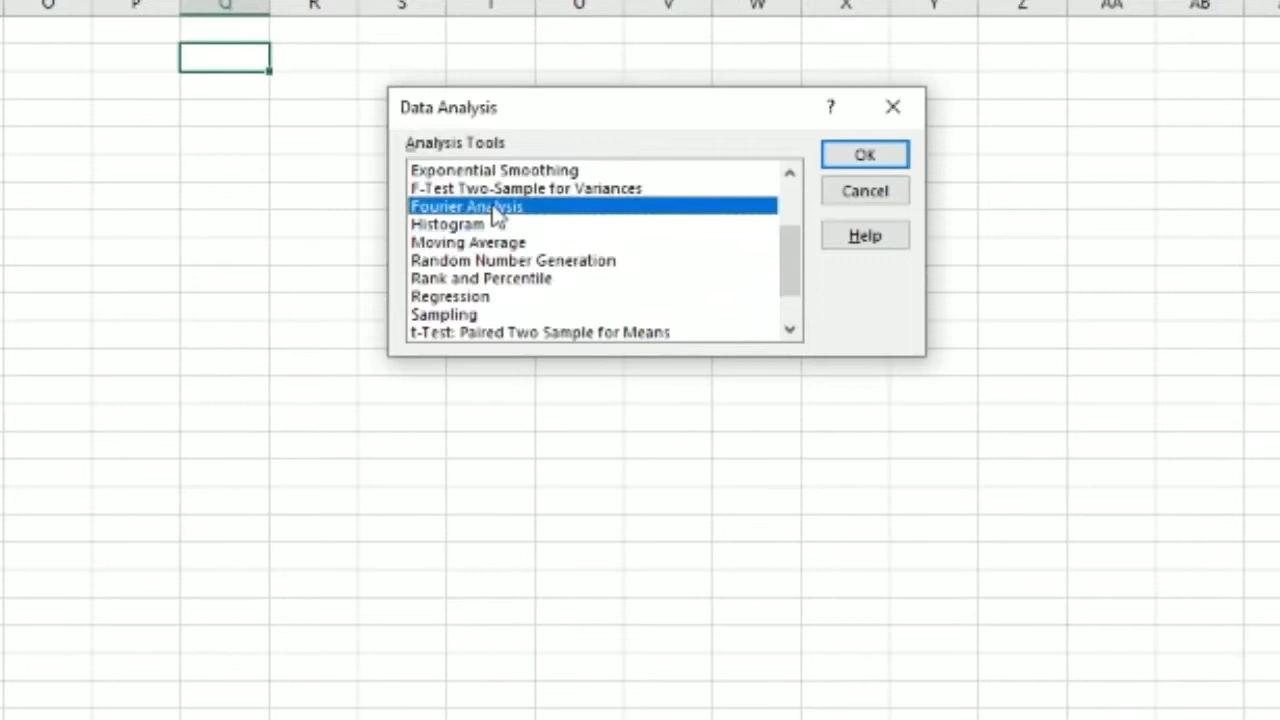 O P Q R S T U V W X Y Z AA AB
Data Analysis ?
Analysis Tools
Exponential Smoothing
F-Test Two-Sample for Variances
Fourier Analysis
Histogram
Moving Average
Random Number Generation
Rank and Percentile
Regression
Sampling
t-Test: Paired Two Sample for Means
OK
Cancel
Help